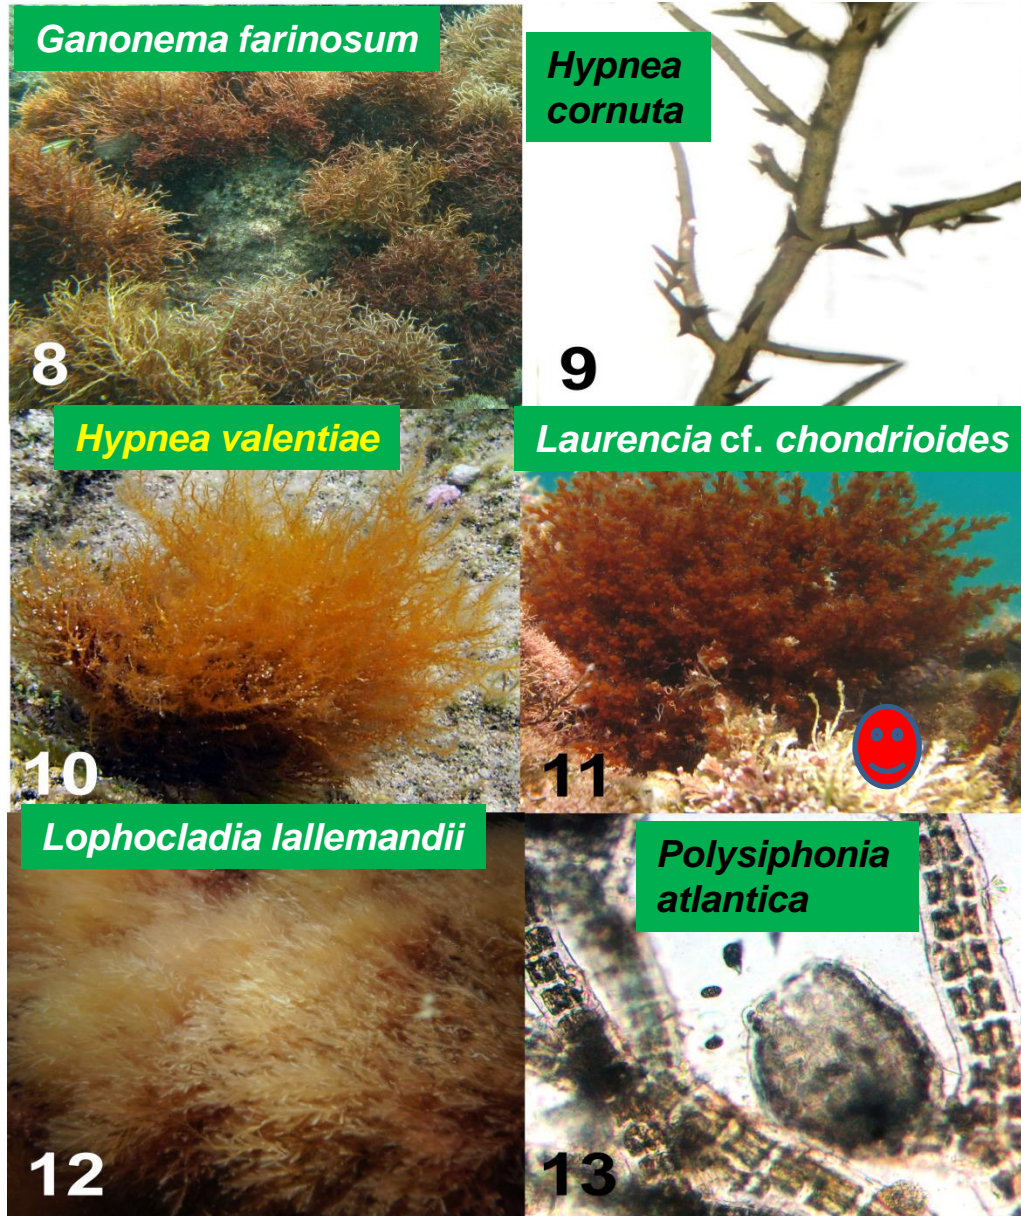 Ganonema farinosum
Hypnea
cornuta
8
9
Hypnea valentiae
Laurencia cf. chondrioides
10
11
Lophocladia lallemandii
Polysiphonia
atlantica
12
13